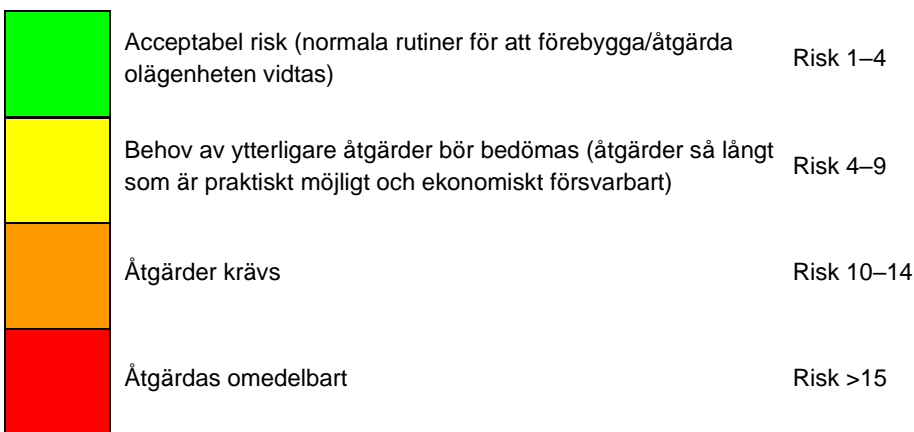 Acceptabel risk (normala rutiner för att förebygga/åtgärda
olägenheten vidtas)
Risk 1–4
Behov av ytterligare åtgärder bör bedömas (åtgärder så långt
som är praktiskt möjligt och ekonomiskt försvarbart)
Risk 4–9
Åtgärder krävs
Risk 10–14
Åtgärdas omedelbart
Risk >15